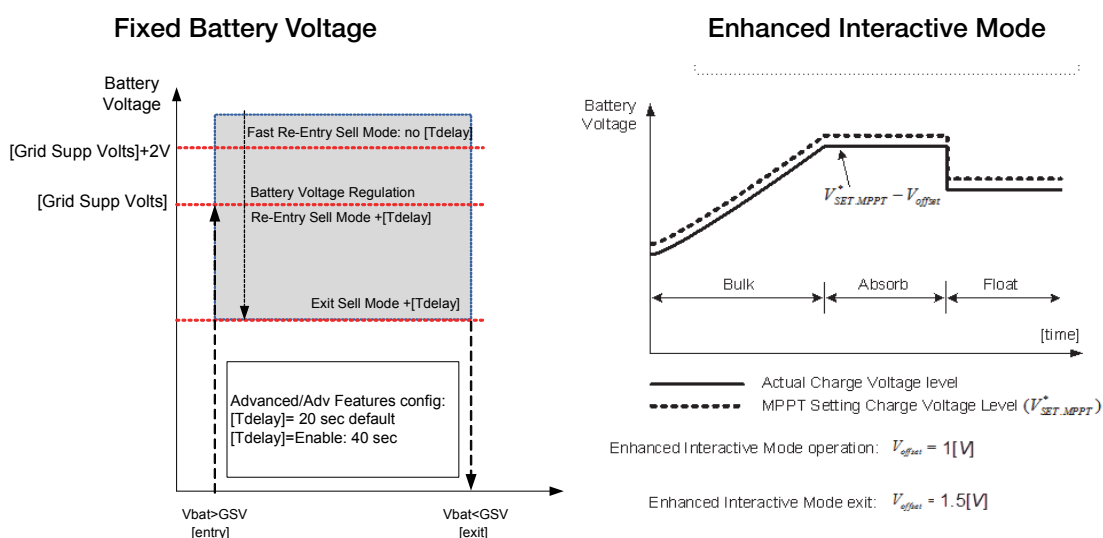 Fixed Battery Voltage
Battery
Voltage
Fast Re-Entry Sell Mode: no [Tdelay]
[Grid Supp Volts]+2V
Battery Voltage Regulation
[Grid Supp Volts]
Re-Entry Sell Mode +[Tdelay]
Exit Sell Mode +[Tdelay]
Advanced/Adv Features config:
[Tdelay]= 20 sec default
[Tdelay]=Enable: 40 sec
Vbat>GSV
[entry]
Vbat<GSV
[exit]
Enhanced Interactive Mode
Battery
Voltage
V*SET.MPPT – Voffset
Bulk
Absorb
Float
[time]
Actual Charge Voltage level
MPPT Setting Charge Voltage Level (V*SET.MPPT)
Enhanced Interactive Mode operation: Voffset = 1[V]
Enhanced Interactive Mode exit: Voffset = 1.5[V]